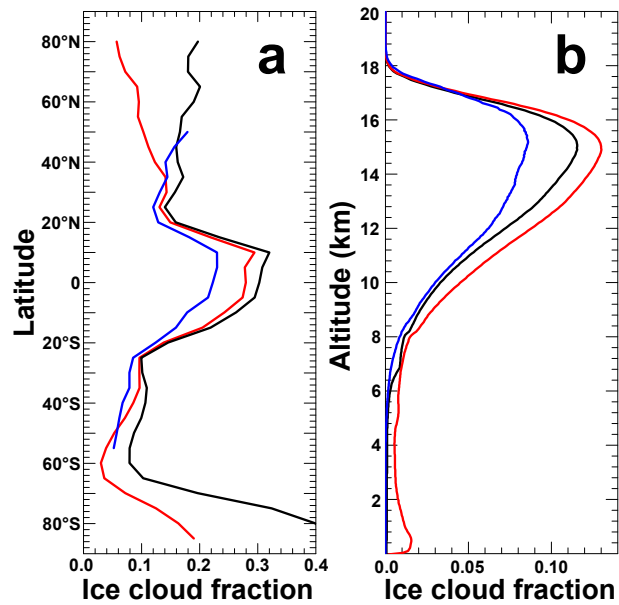 a
80°N
60°N
40°N
20°N
0
20°S
40°S
60°S
80°S
Latitude
0.0
0.1
0.2
0.3
0.4
Ice cloud fraction
b
20
18
16
14
12
10
8
6
4
2
Altitude (km)
0.0
0.05
0.10
Ice cloud fraction